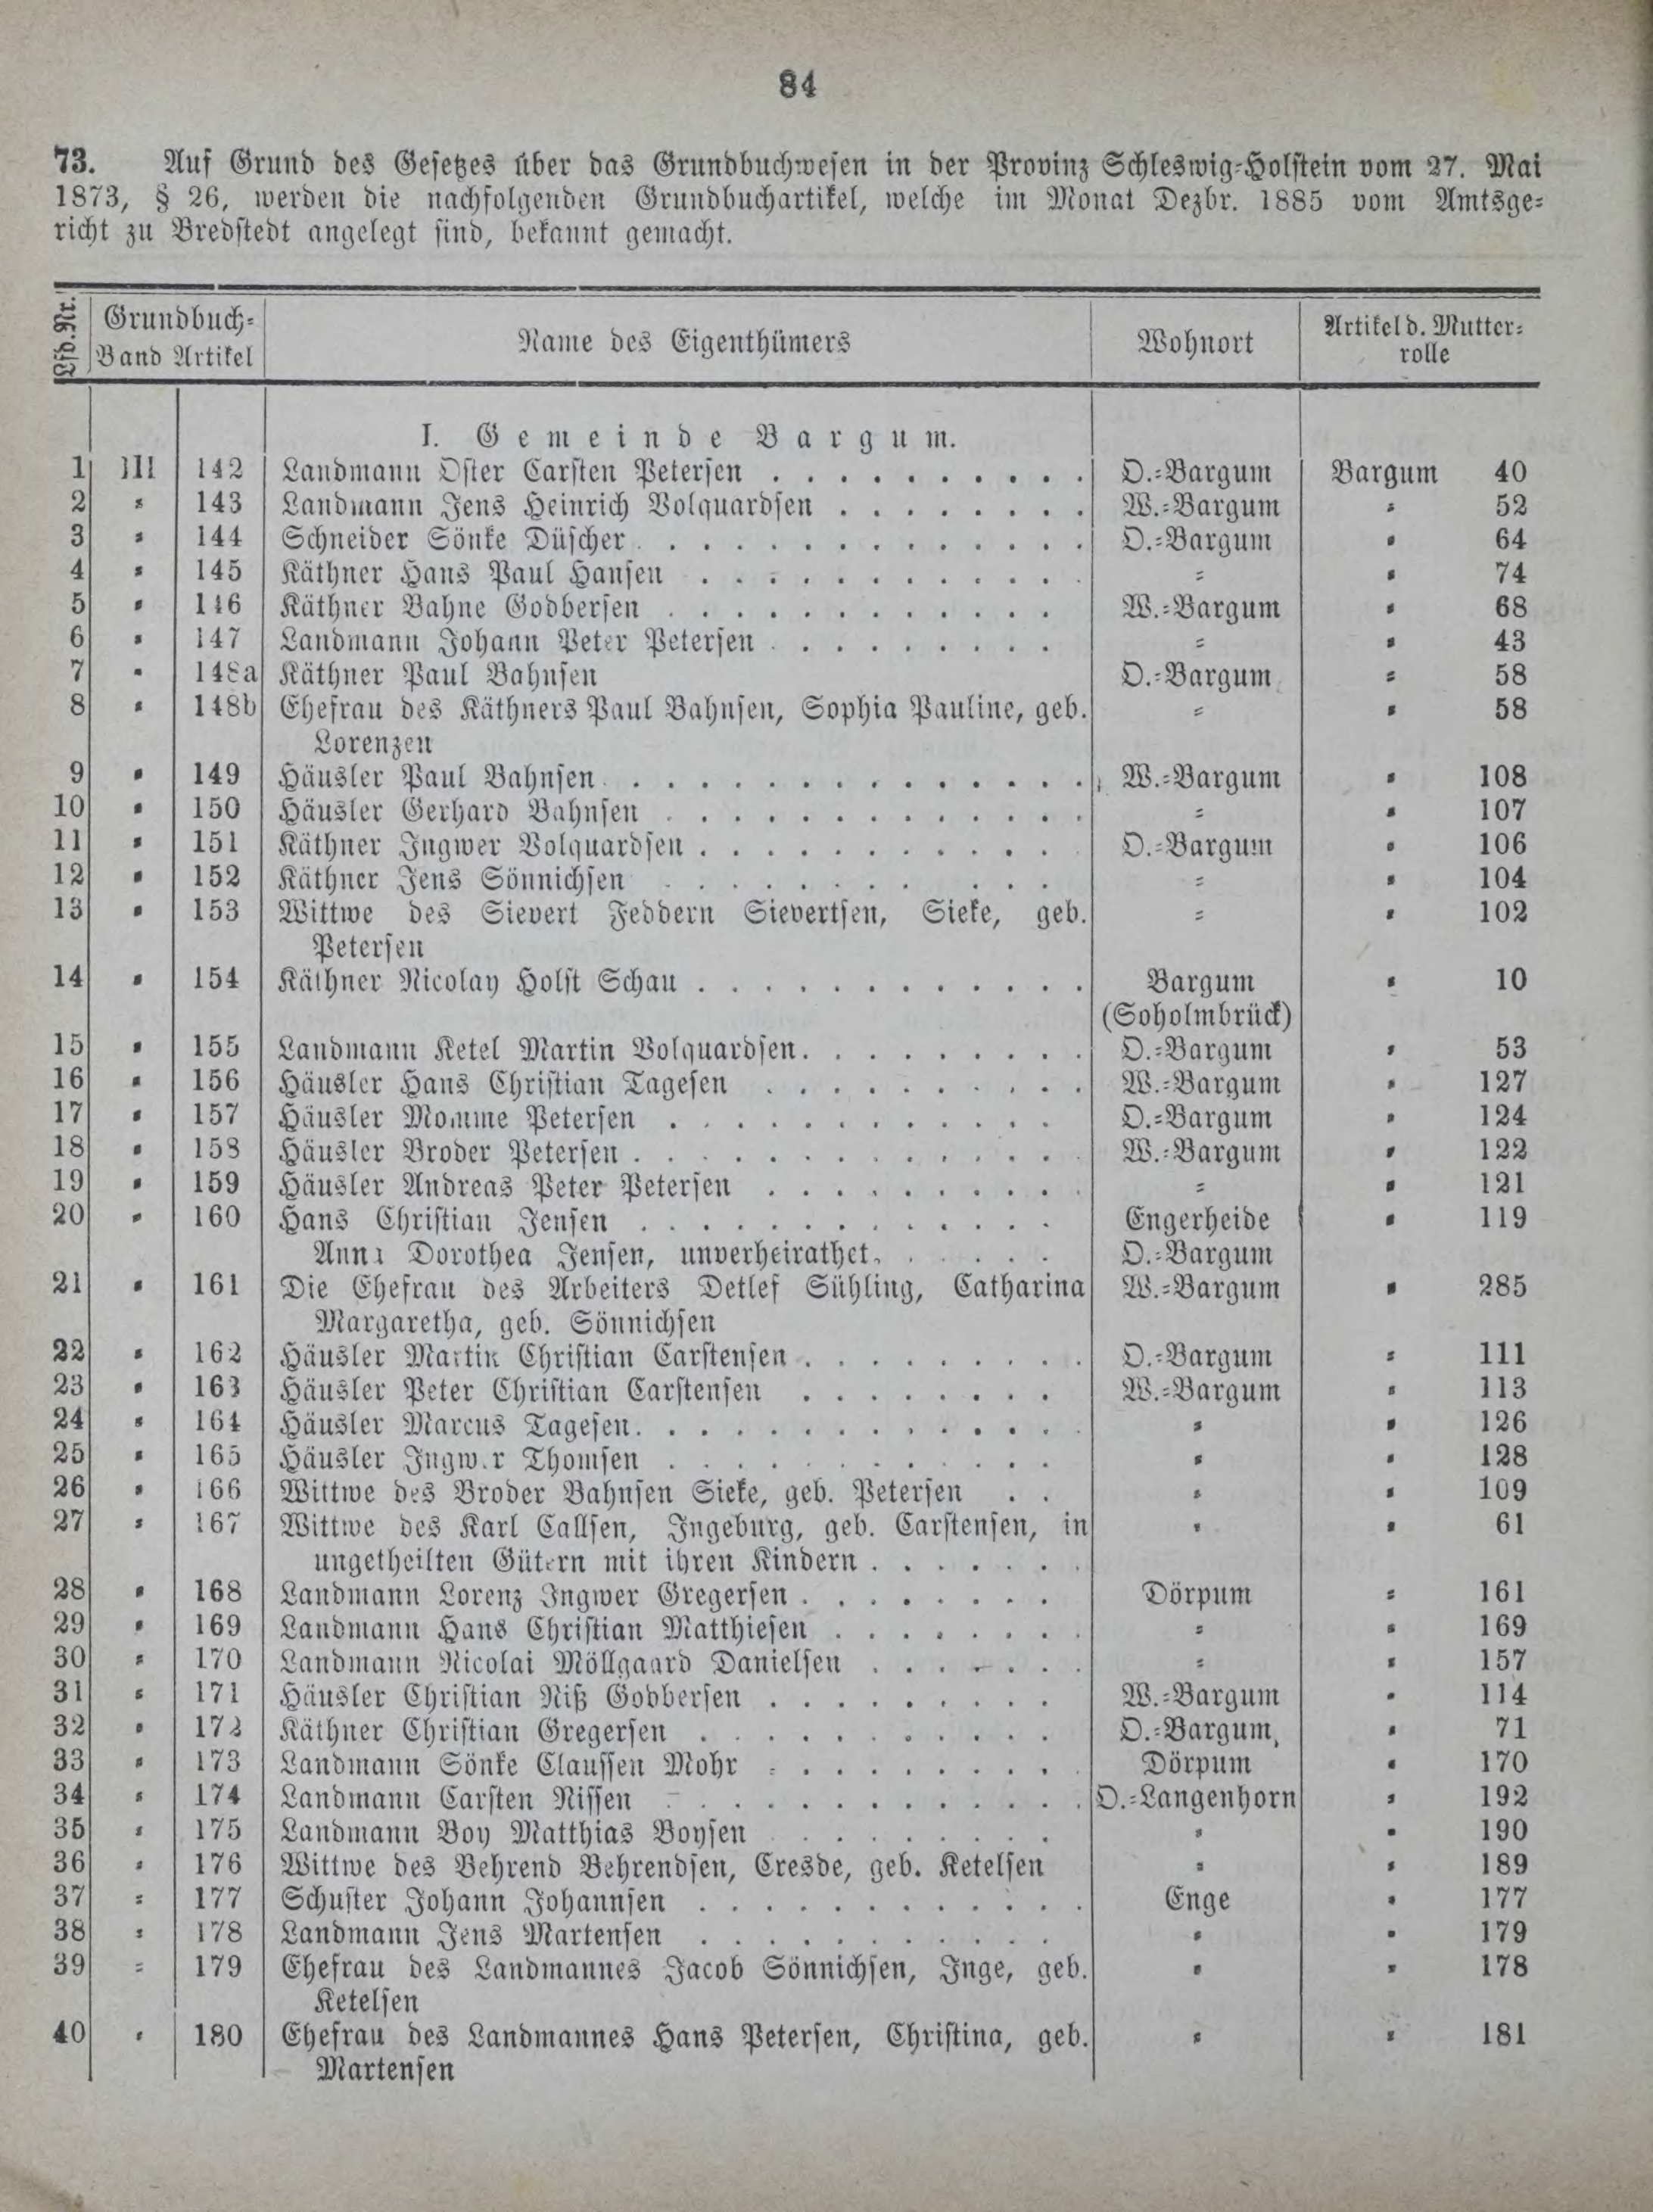 84
73. Auf Grund des Gesetzes über das Grundbuchwesen in der Provinz Schleswig-Holstein vom 27. Mai
1873, § 26, werden die nachfolgenden Grundbuchartikel, welche im Monat Dezbr. 1885 vom Amtsge-
richt zu Bredstedt angelegt sind, bekannt gemacht.
Lfd. Nr. Grundbuch- Band Artikel Name des Eigenthümers Wohnort Artikel d. Mutter-
rolle
I. Gemeinde Bargum.
1 III 142 Landmann Oster Carsten Petersen . . . . . . . . . . O.-Bargum Bargum 40
2 " 143 Landmann Jens Heinrich Volquardsen . . . . . . . . W.-Bargum " 52
3 " 144 Schneider Sönke Düscher . . . . . . . . . . . . . . O.-Bargum " 64
4 " 145 Käthner Hans Paul Hansen . . . . . . . . . . . . " " 74
5 " 146 Käthner Bahne Godbersen . . . . . . . . . . . . W.-Bargum " 68
6 " 147 Landmann Johann Peter Petersen . . . . . . . . . " " 43
7 " 148a Käthner Paul Bahnsen O.-Bargum " 58
8 " 148b Ehefrau des Käthners Paul Bahnsen, Sophia Pauline, geb. " " 58
Lorenzen
9 " 149 Häusler Paul Bahnsen . . . . . . . . . . . . . . . W.-Bargum " 108
10 " 150 Häusler Gerhard Bahnsen . . . . . . . . . . . . . " " 107
11 " 151 Käthner Ingwer Volquardsen . . . . . . . . . . . O.-Bargum " 106
12 " 152 Käthner Jens Sönnichsen . . . . . . . . . . . " " 104
13 " 153 Wittwe des Sievert Feddern Sievertsen, Sieke, geb. " " 102
Petersen
14 " 154 Käthner Nicolay Holst Schau . . . . . . . . . . . . Bargum " 10
(Soholmbrück)
15 " 155 Landmann Ketel Martin Volquardsen . . . . . . . . . O.-Bargum " 53
16 " 156 Häusler Hans Christian Tagesen . . . . . . . . . . W.-Bargum " 127
17 " 157 Häusler Momme Petersen . . . . . . . . . . . . O.-Bargum " 124
18 " 158 Häusler Broder Petersen . . . . . . . . . . . . . . W.-Bargum " 122
19 " 159 Häusler Andreas Peter Petersen . . . . . . . . . . " " 121
20 " 160 Hans Christian Jensen . . . . . . . . . . . . . Engerheide " 119
Anna Dorothea Jensen, unverheirathet. . . . . . O.-Bargum
21 " 161 Die Ehefrau des Arbeiters Detlef Sühling, Catharina W.-Bargum " 285
Margaretha, geb. Sönnichsen
22 " 162 Häusler Martin Christian Carstensen . . . . . . . . . O.-Bargum " 111
23 " 163 Häusler Peter Christian Carstensen . . . . . . . . W.-Bargum " 113
24 " 164 Häusler Marcus Tagesen. . . . . . . . . . . . . . " " 126
25 " 165 Häusler Ingwer Thomsen . . . . . . . . . . . . " " 128
26 " 166 Wittwe des Broder Bahnsen Sieke, geb. Petersen . . " " 109
27 " 167 Wittwe des Karl Callsen, Ingeburg, geb. Carstensen, in " " 61
ungetheilten Gütern mit ihren Kindern . . . . . . .
28 " 168 Landmann Lorenz Ingwer Gregersen . . . . . . . . Dörpum " 161
29 " 169 Landmann Hans Christian Matthiesen . . . . . . . . " " 169
30 " 170 Landmann Nicolai Möllgaard Danielsen . . . . . . . " " 157
31 " 171 Häusler Christian Niß Godbersen . . . . . . . . . W.-Bargum " 114
32 " 172 Käthner Christian Gregersen . . . . . . . . . . . O.-Bargum " 71
33 " 173 Landmann Sönke Claussen Mohr . . . . . . . . . . Dörpum " 170
34 " 174 Landmann Carsten Nissen . . . . . . . . . . . . O.-Langenhorn " 192
35 " 175 Landmann Boy Matthias Boysen . . . . . . . . " " 190
36 " 176 Wittwe des Behrend Behrendsen, Cresde, geb. Ketelsen " " 189
37 " 177 Schuster Johann Johannsen . . . . . . . . . . . . Enge " 177
38 " 178 Landmann Jens Martensen . . . . . . . . . . . " " 179
39 " 179 Ehefrau des Landmannes Jacob Sönnichsen, Inge, geb. " " 178
Ketelsen
40 " 180 Ehefrau des Landmannes Hans Petersen, Christina, geb. " " 181
Martensen